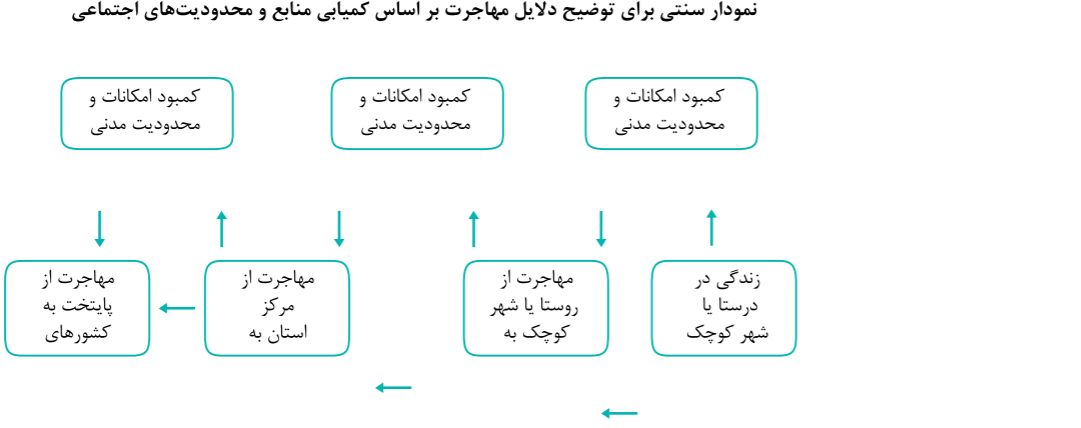 نمودار سنتی برای توضیح دلایل مهاجرت بر اساس کمیابی منابع و محدودیت‌های اجتماعی
کمبود امکانات و
محدودیت مدنی
کمبود امکانات و
محدودیت مدنی
کمبود امکانات و
محدودیت مدنی
زندگی در
درستا یا
شهر کوچک
مهاجرت از
روستا یا شهر
کوچک به
مهاجرت از
مرکز
استان به
مهاجرت از
پایتخت به
کشورهای